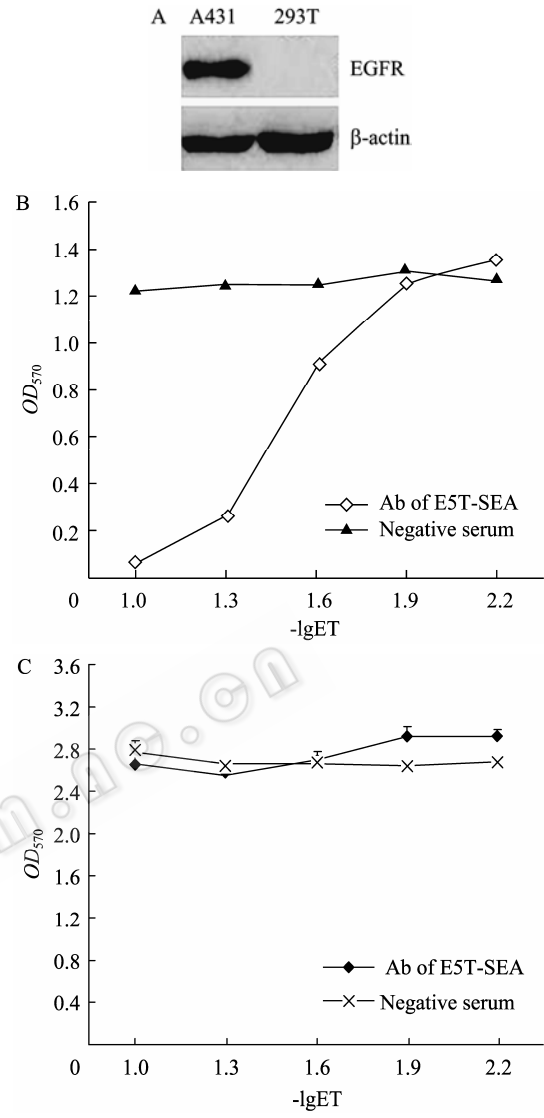 A A431 293T
EGFR
β-actin
B
1.6
1.4
1.2
1.0
0.8
0.6
0.4
0.2
0
OD570
Ab of E5T-SEA
Negative serum
1.0 1.3 1.6 1.9 2.2
-lgET
C
3.6
3.2
2.8
2.4
2.0
1.6
1.2
0.8
0.4
0
OD570
Ab of E5T-SEA
Negative serum
1.0 1.3 1.6 1.9 2.2
-lgET
.ac.cn